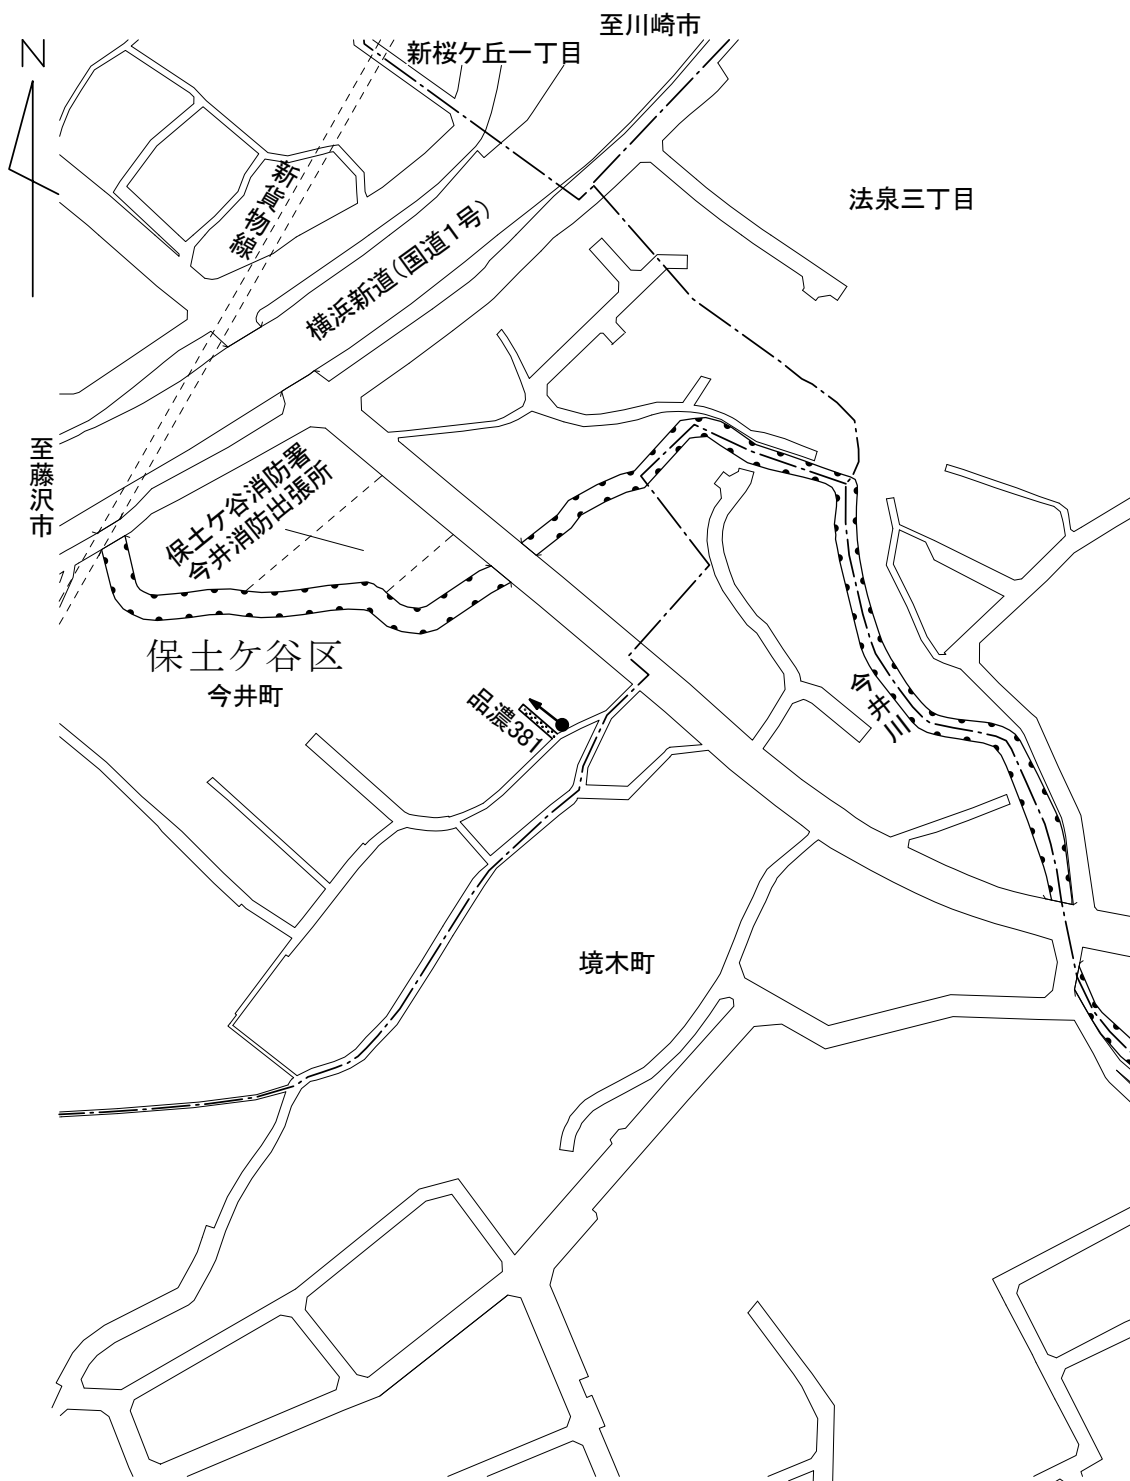 至川崎市
N
新桜ケ丘一丁目
新貨物線
法泉三丁目
横浜新道(国道1号)
至藤沢市
保土ケ谷消防署
今井消防出張所
保土ケ谷区
今井町
品濃381
今井川
境木町